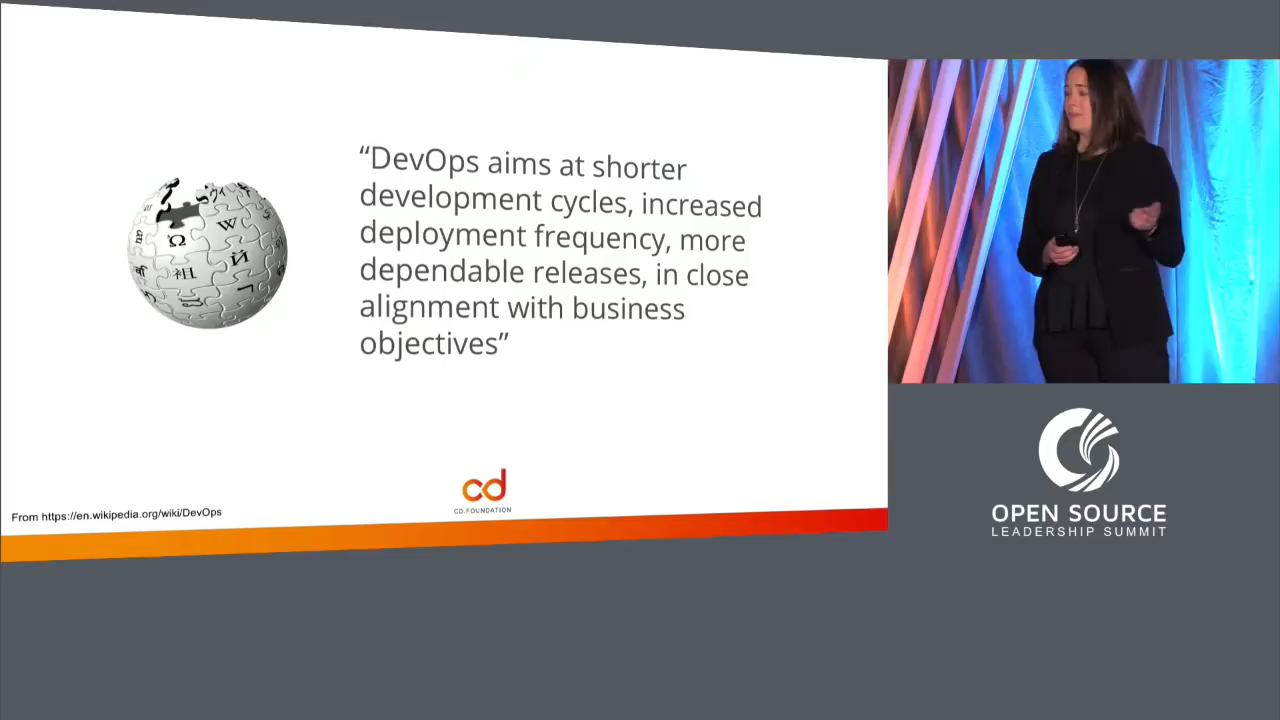 “DevOps aims at shorter
development cycles, increased
deployment frequency, more
dependable releases, in close
alignment with business
objectives”
Ω
W
И
祖
cd
CD.FOUNDATION
From https://en.wikipedia.org/wiki/DevOps
OPEN SOURCE
LEADERSHIP SUMMIT